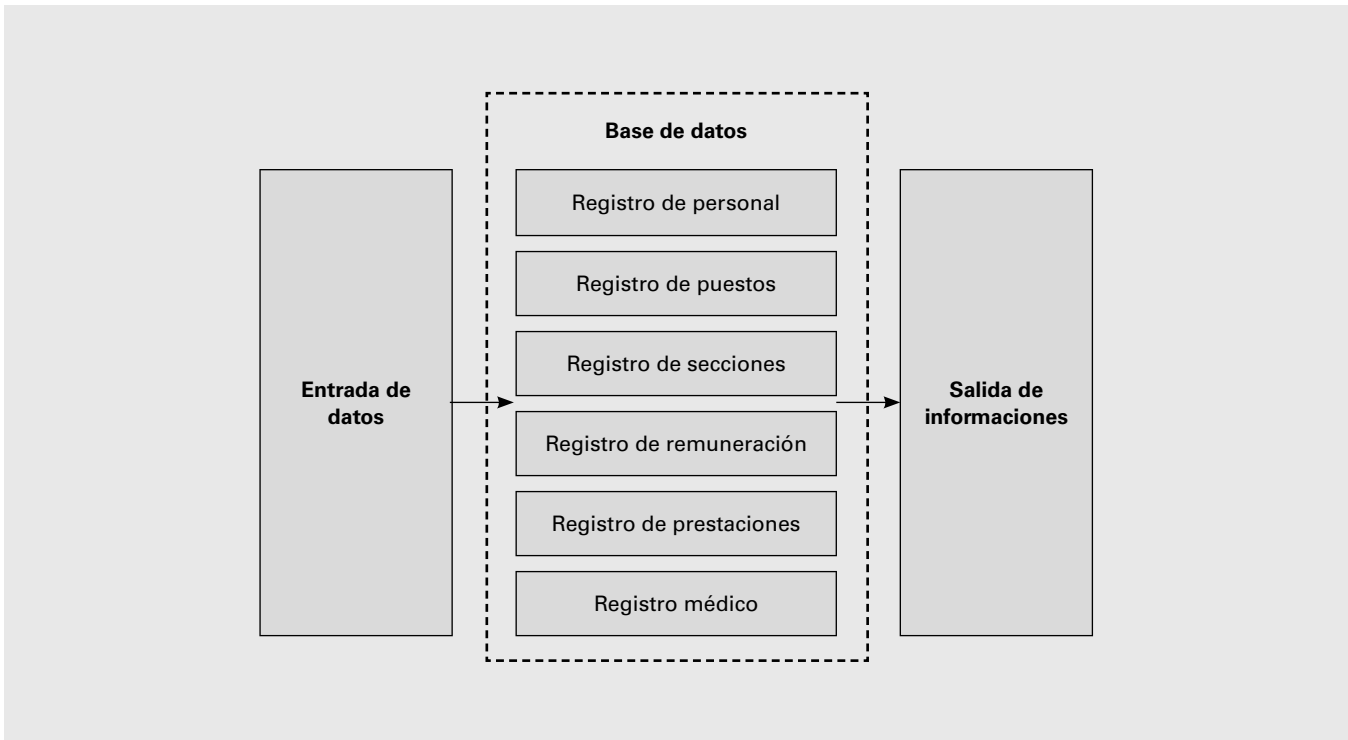 Base de datos
Entrada de
datos
Registro de personal
Registro de puestos
Registro de secciones
Registro de remuneración
Registro de prestaciones
Registro médico
Salida de
informaciones